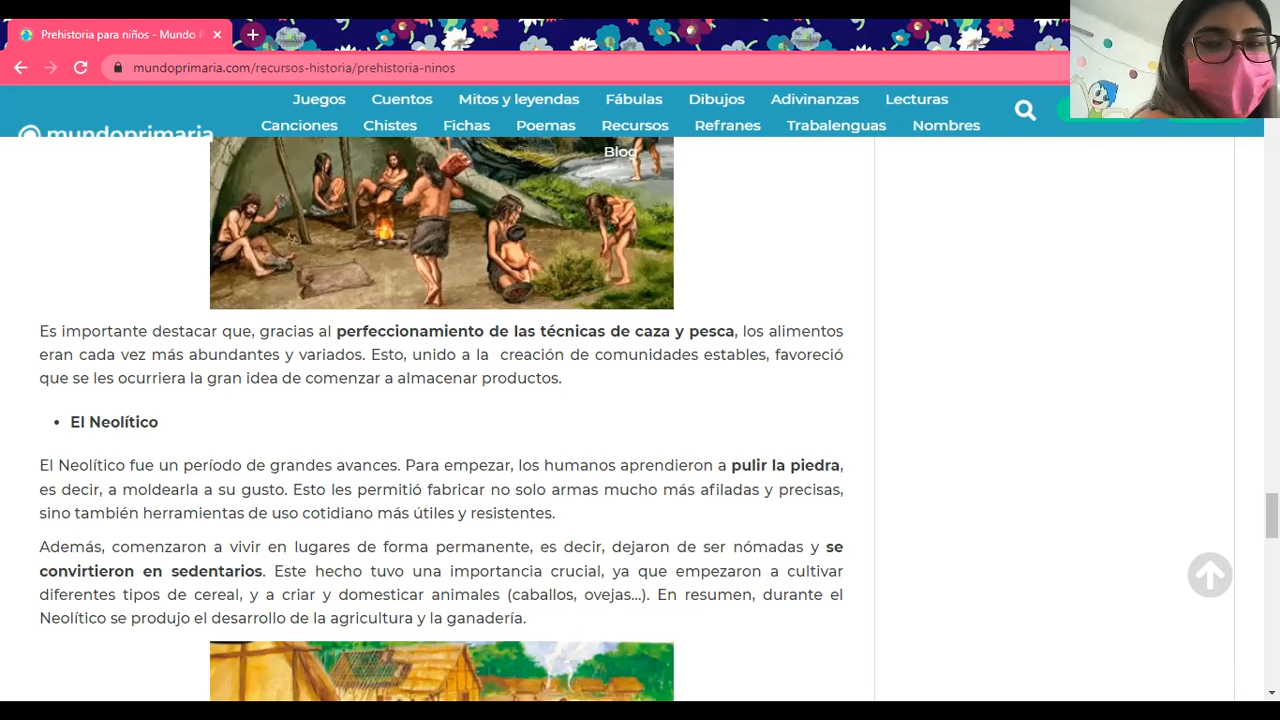 Prehistoria para niños - Mundo P
mundoprimaria.com/recursos-historia/prehistoria-ninos
Juegos Cuentos Mitos y leyendas Fábulas Dibujos Adivinanzas Lecturas
mundoprimaria Canciones Chistes Fichas Poemas Recursos Refranes Trabalenguas Nombres
Blog
Es importante destacar que, gracias al perfeccionamiento de las técnicas de caza y pesca, los alimentos
eran cada vez más abundantes y variados. Esto, unido a la creación de comunidades estables, favoreció
que se les ocurriera la gran idea de comenzar a almacenar productos.
• El Neolítico
El Neolítico fue un período de grandes avances. Para empezar, los humanos aprendieron a pulir la piedra,
es decir, a moldearla a su gusto. Esto les permitió fabricar no solo armas mucho más afiladas y precisas,
sino también herramientas de uso cotidiano más útiles y resistentes.
Además, comenzaron a vivir en lugares de forma permanente, es decir, dejaron de ser nómadas y se
convirtieron en sedentarios. Este hecho tuvo una importancia crucial, ya que empezaron a cultivar
diferentes tipos de cereal, y a criar y domesticar animales (caballos, ovejas...). En resumen, durante el
Neolítico se produjo el desarrollo de la agricultura y la ganadería.